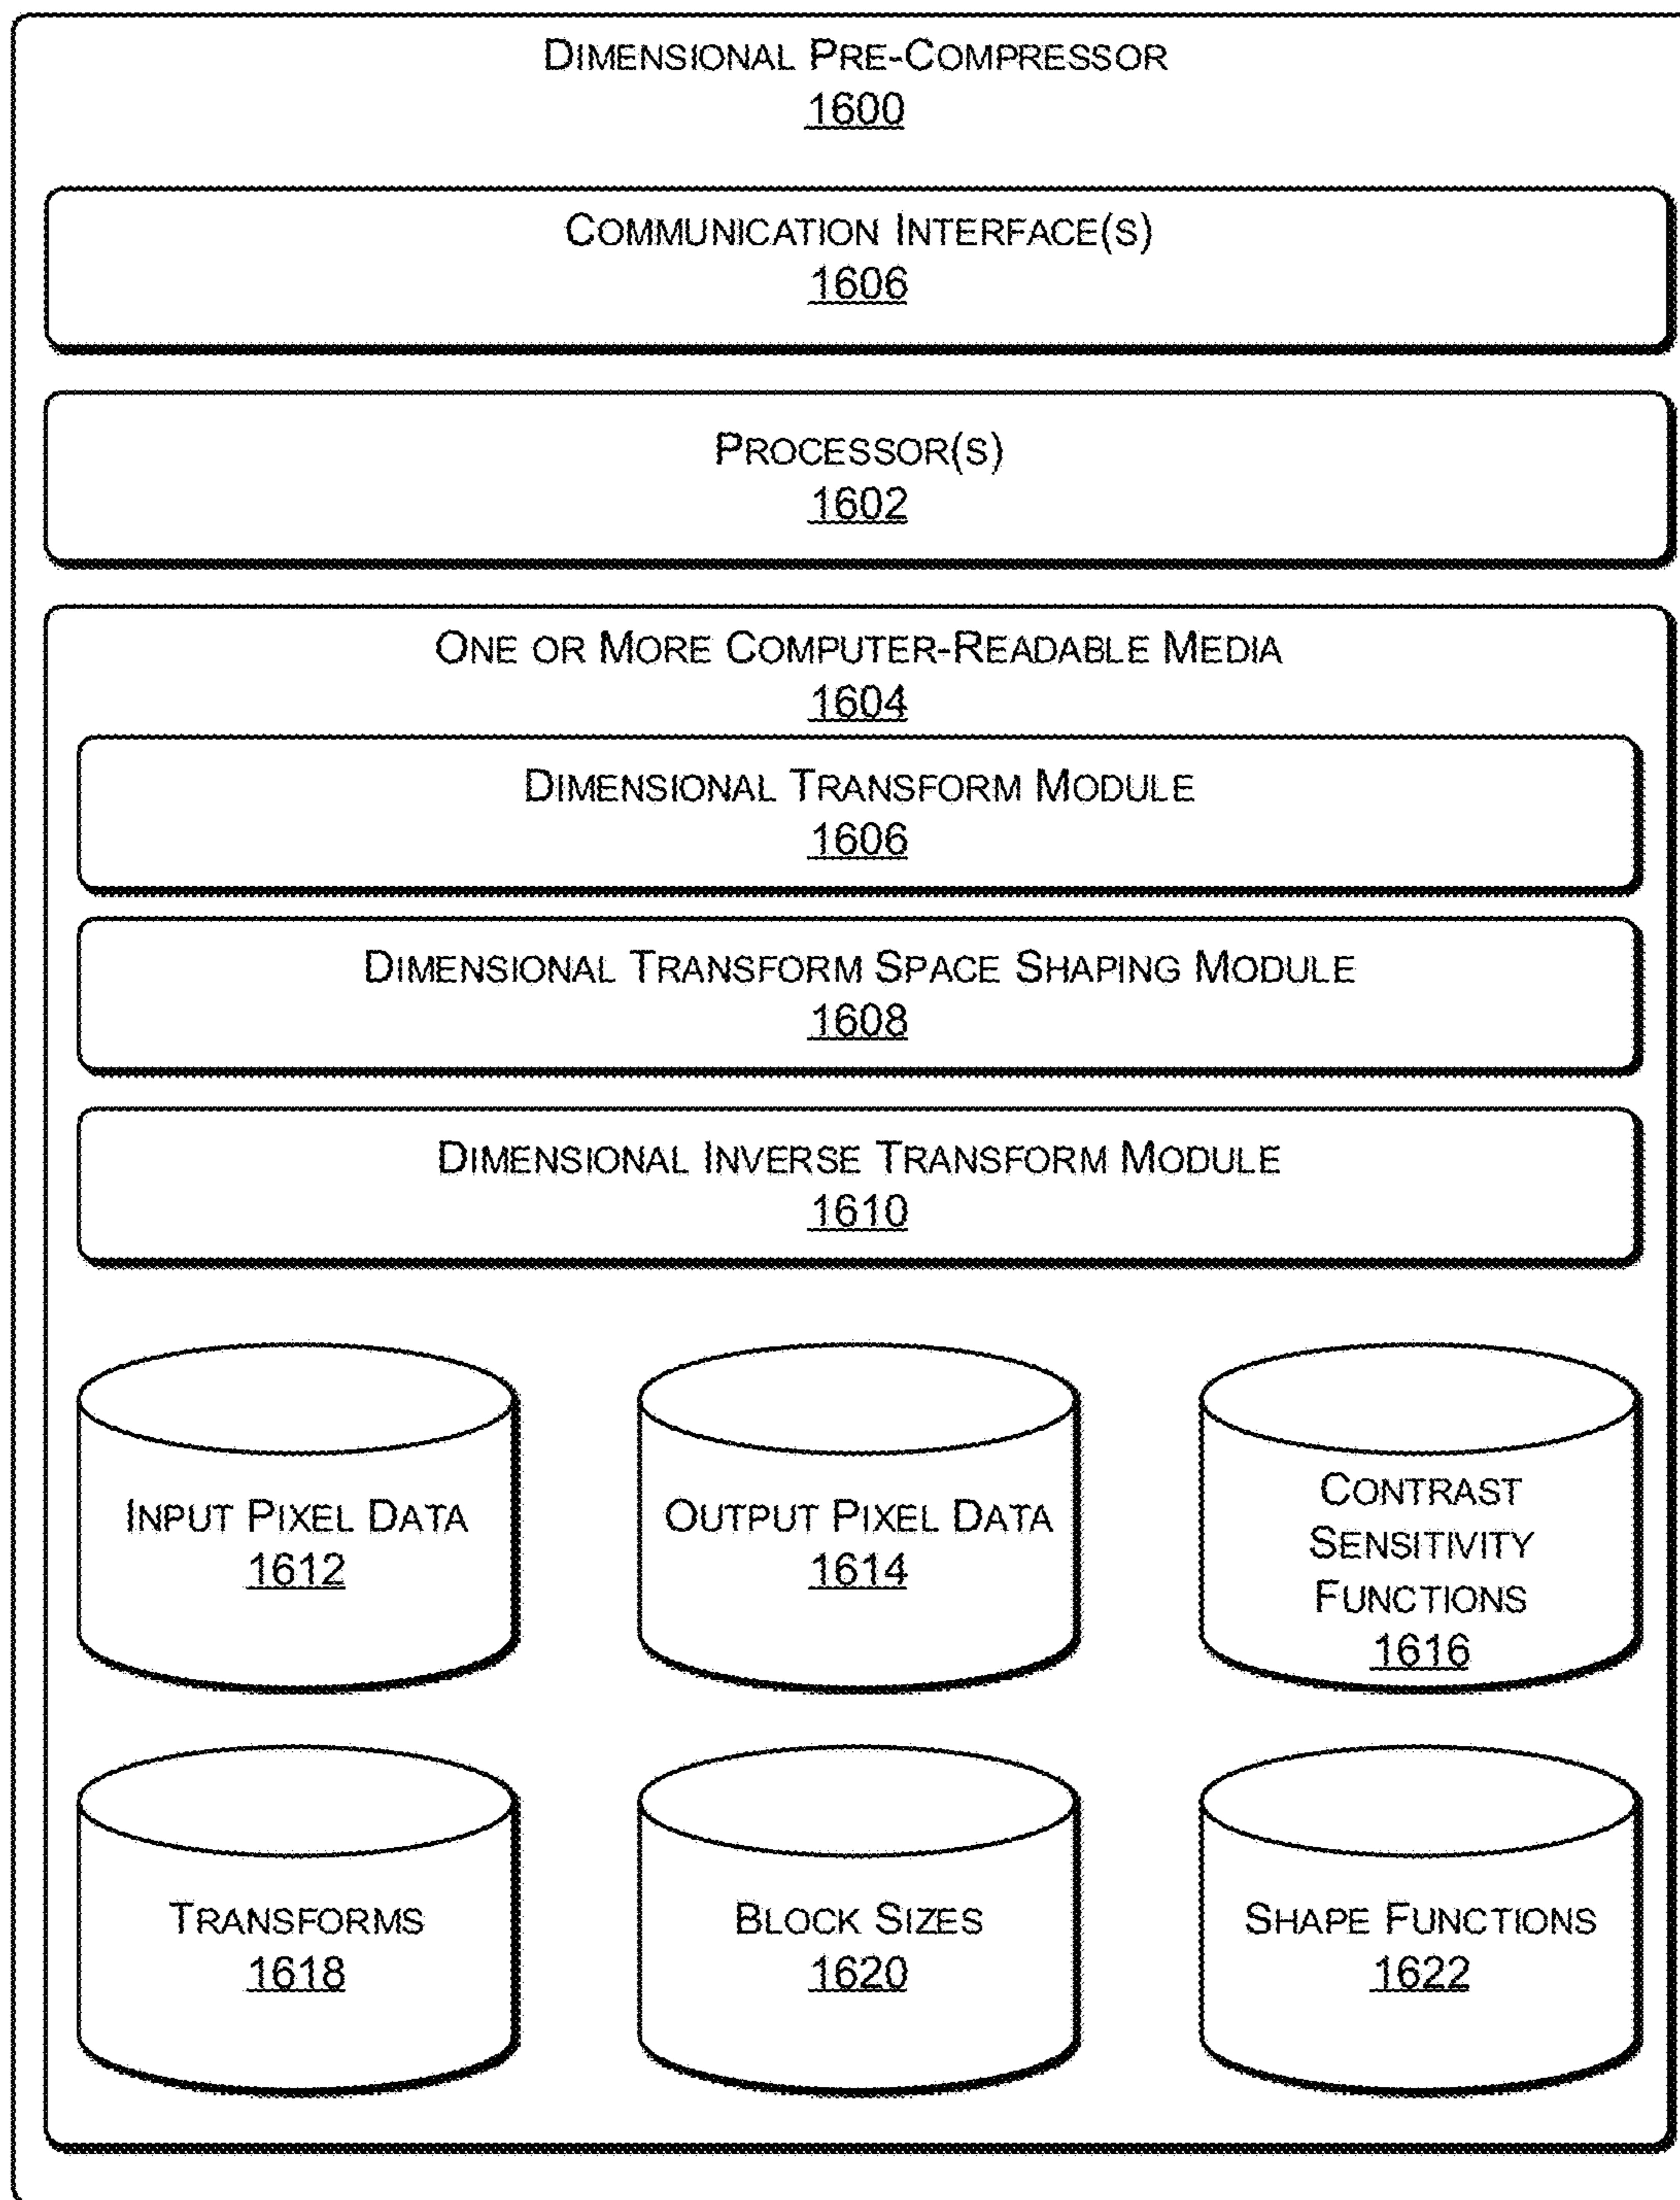 DIMENSIONAL PRE-COMPRESSOR
1600
COMMUNICATION INTERFACE(S)
1606
PROCESSOR(S)
1602
ONE OR MORE COMPUTER-READABLE MEDIA
1604
DIMENSIONAL TRANSFORM MODULE
1606
DIMENSIONAL TRANSFORM SPACE SHAPING MODULE
1608
DIMENSIONAL INVERSE TRANSFORM MODULE
1610
INPUT PIXEL DATA
1612
OUTPUT PIXEL DATA
1614
CONTRAST
SENSITIVITY
FUNCTIONS
1616
TRANSFORMS
1618
BLOCK SIZES
1620
SHAPE FUNCTIONS
1622